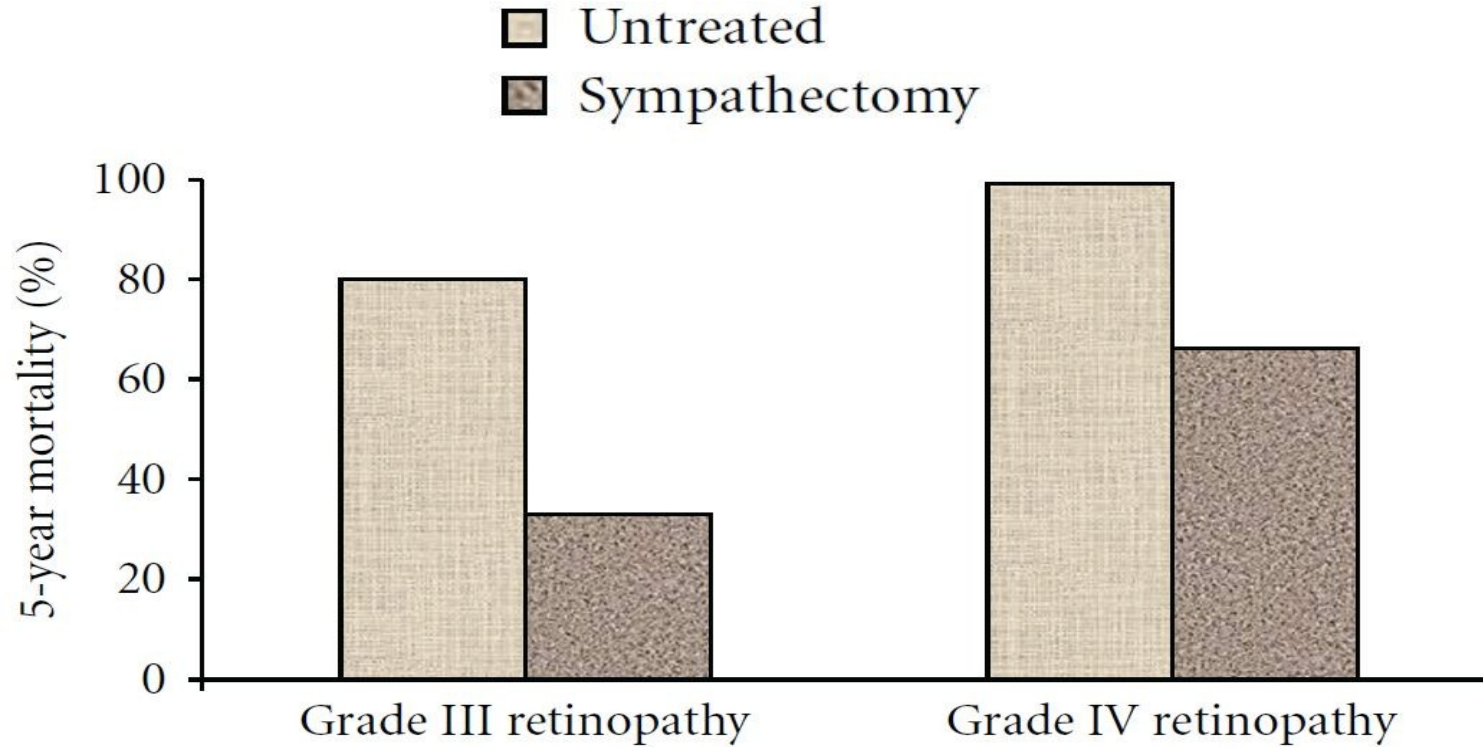 Untreated
Sympathectomy
5-year mortality (%)
100
80
60
40
20
0
Grade III retinopathy
Grade IV retinopathy